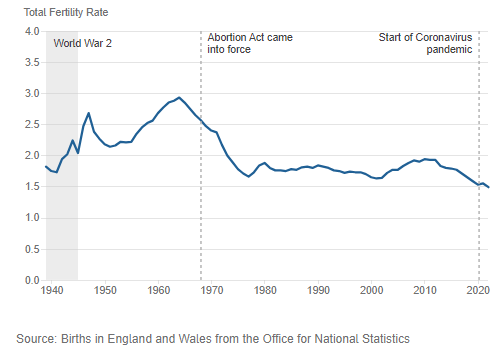 Total Fertility Rate
4.0
World War 2
Abortion Act came
into force
Start of Coronavirus
pandemic
3.5
3.0
2.5
2.0
1.5
1.0
0.5
0.0
1940 1950 1960 1970 1980 1990 2000 2010 2020
Source: Births in England and Wales from the Office for National Statistics